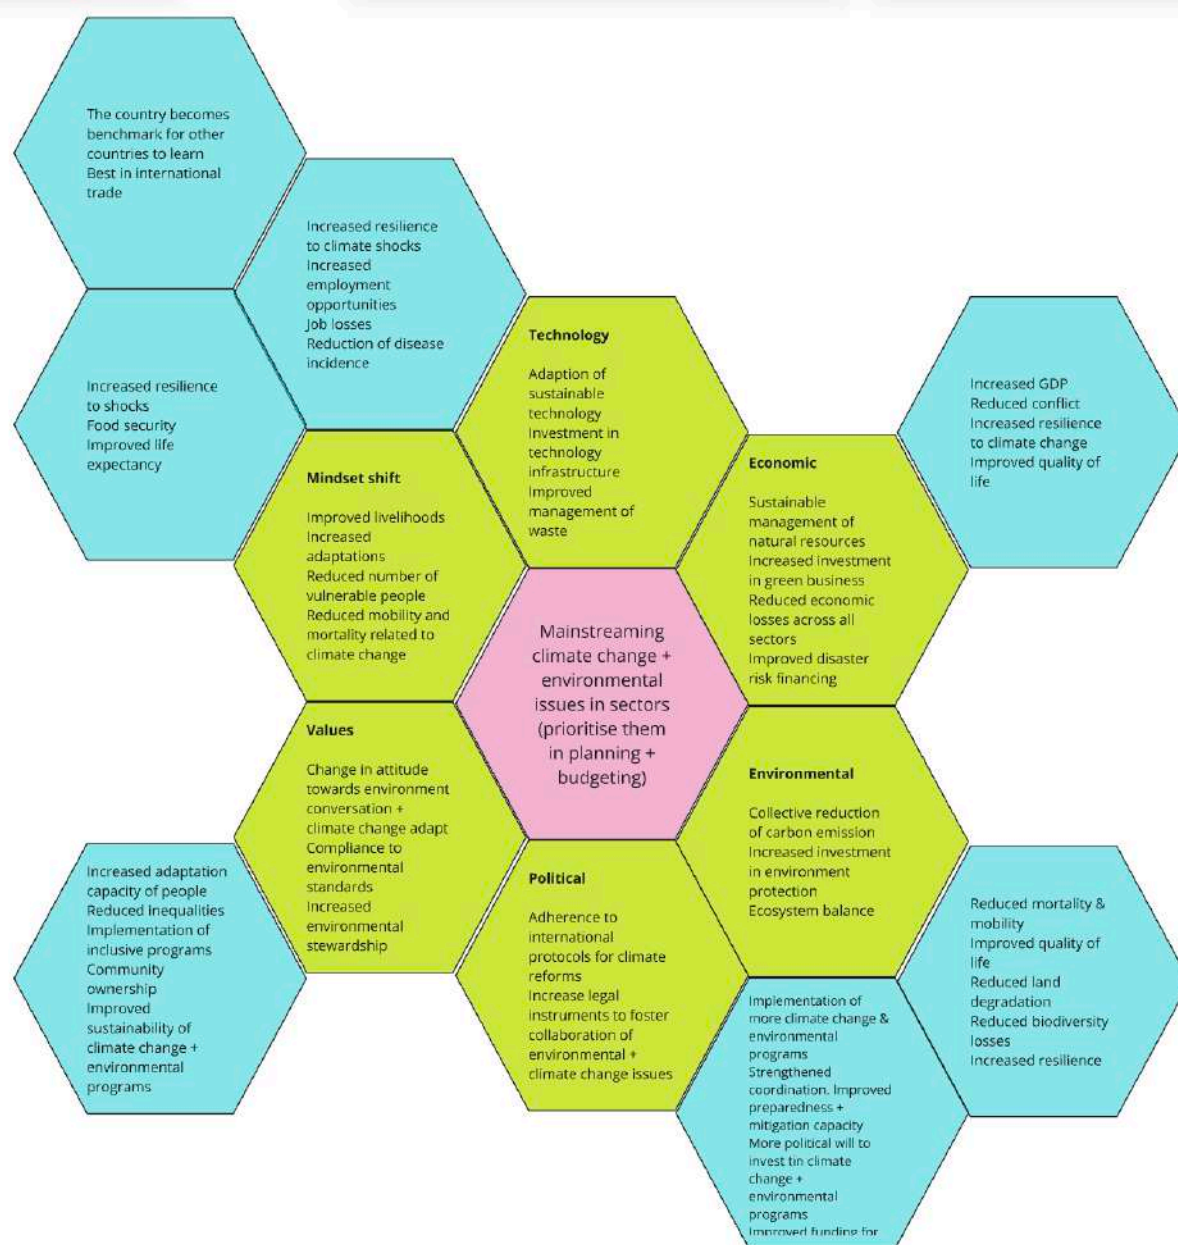 The country becomes
benchmark for other
countries to learn
Best in international
trade
Increased resilience
to climate shocks
Increased
employment
opportunities
Job losses
Reduction of disease
incidence
Increased resilience
to shocks
Food security
Improved life
expectancy
Technology
Adaption of
sustainable
technology
Investment in
technology
infrastructure
Improved
management of
waste
Increased GDP
Reduced conflict
Increased resilience
to climate change
Improved quality of
life
Mindset shift
Improved livelihoods
Increased
adaptations
Reduced number of
vulnerable people
Reduced mobility and
mortality related to
climate change
Economic
Sustainable
management of
natural resources
Increased investment
in green business
Reduced economic
losses across all
sectors
Improved disaster
risk financing
Mainstreaming
climate change +
environmental
issues in sectors
(prioritise them
in planning +
budgeting)
Values
Change in attitude
towards environment
conversation +
climate change adapt
Compliance to
environmental
standards
Increased
environmental
stewardship
Environmental
Collective reduction
of carbon emission
Increased investment
in environment
protection
Ecosystem balance
Increased adaptation
capacity of people
Reduced inequalities
Implementation of
inclusive programs
Community
ownership
Improved
sustainability of
climate change +
environmental
programs
Political
Adherence to
international
protocols for climate
reforms
Increase legal
instruments to foster
collaboration of
environmental +
climate change issues
Reduced mortality &
mobility
Improved quality of
life
Reduced land
degradation
Reduced biodiversity
losses
Increased resilience
Implementation of
more climate change &
environmental
programs
Strengthened
coordination. Improved
preparedness +
mitigation capacity
More political will to
invest tin climate
change +
environmental
programs
Improved funding for